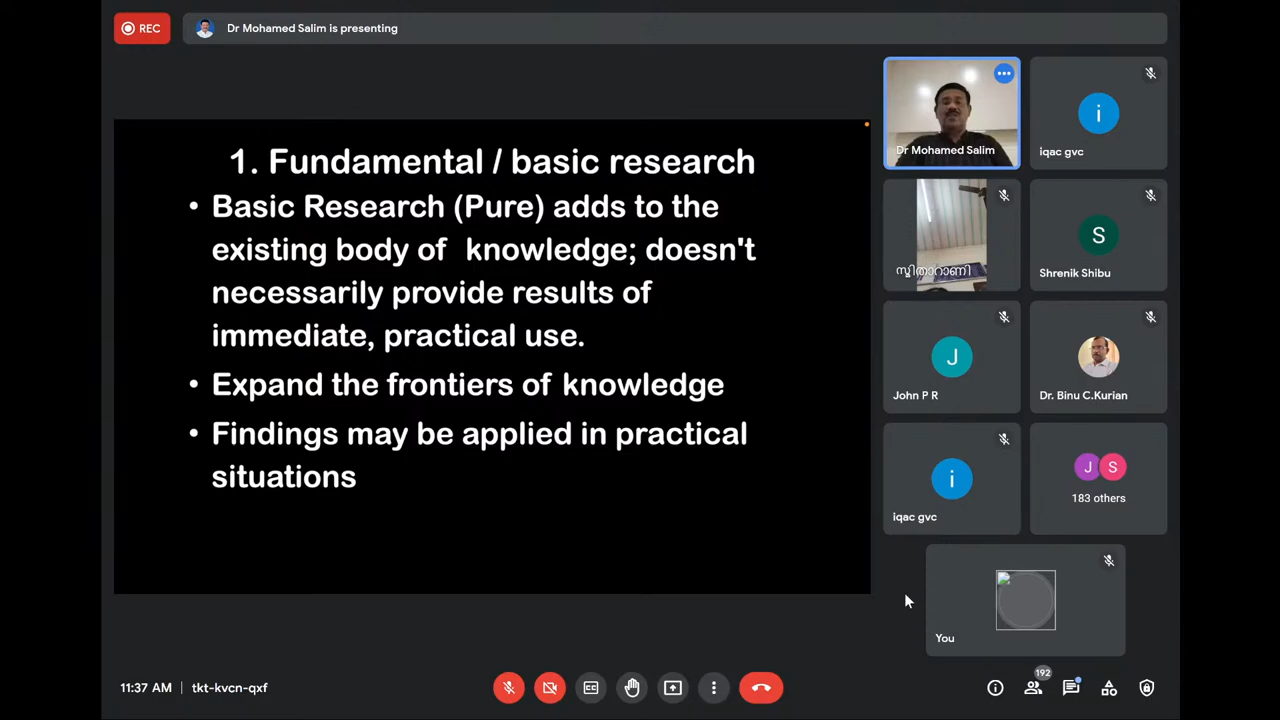 REC
Dr Mohamed Salim is presenting
1. Fundamental / basic research
• Basic Research (Pure) adds to the
existing body of knowledge; doesn't
necessarily provide results of
immediate, practical use.
• Expand the frontiers of knowledge
• Findings may be applied in practical
situations
Dr Mohamed Salim
i
iqac gvc
സ്മിതാറാണി
S
Shrenik Shibu
J
John P R
Dr. Binu C.Kurian
i
iqac gvc
J S
183 others
You
11:37 AM | tkt-kvcn-qxf
CC
192